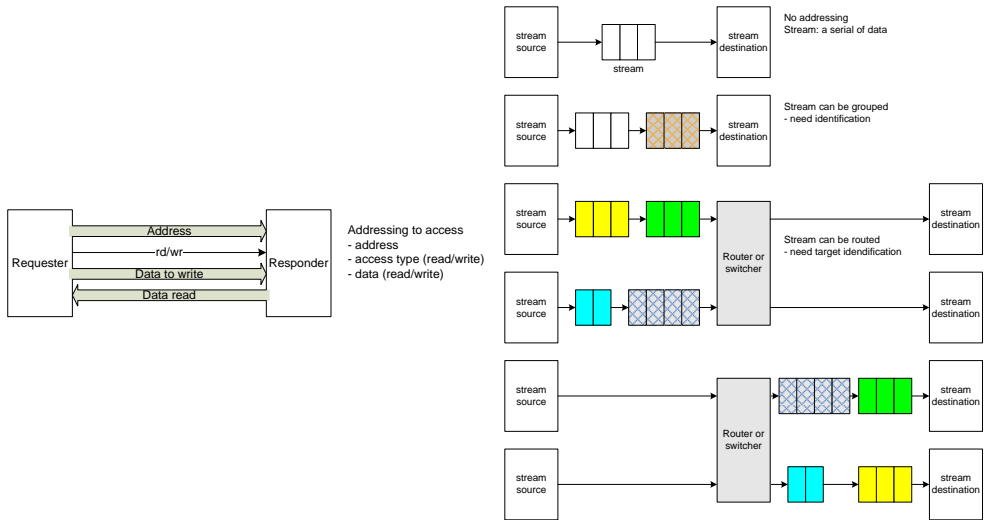 Requester
Address
rd/wr
Data to write
Data read
Responder
Addressing to access
- address
- access type (read/write)
- data (read/write)
stream
source
stream
stream
destination
No addressing
Stream: a serial of data
stream
source
stream
destination
Stream can be grouped
- need identification
stream
source
stream
source
Router or
switcher
Stream can be routed
- need target idendification
stream
destination
stream
destination
stream
source
stream
source
Router or
switcher
stream
destination
stream
destination